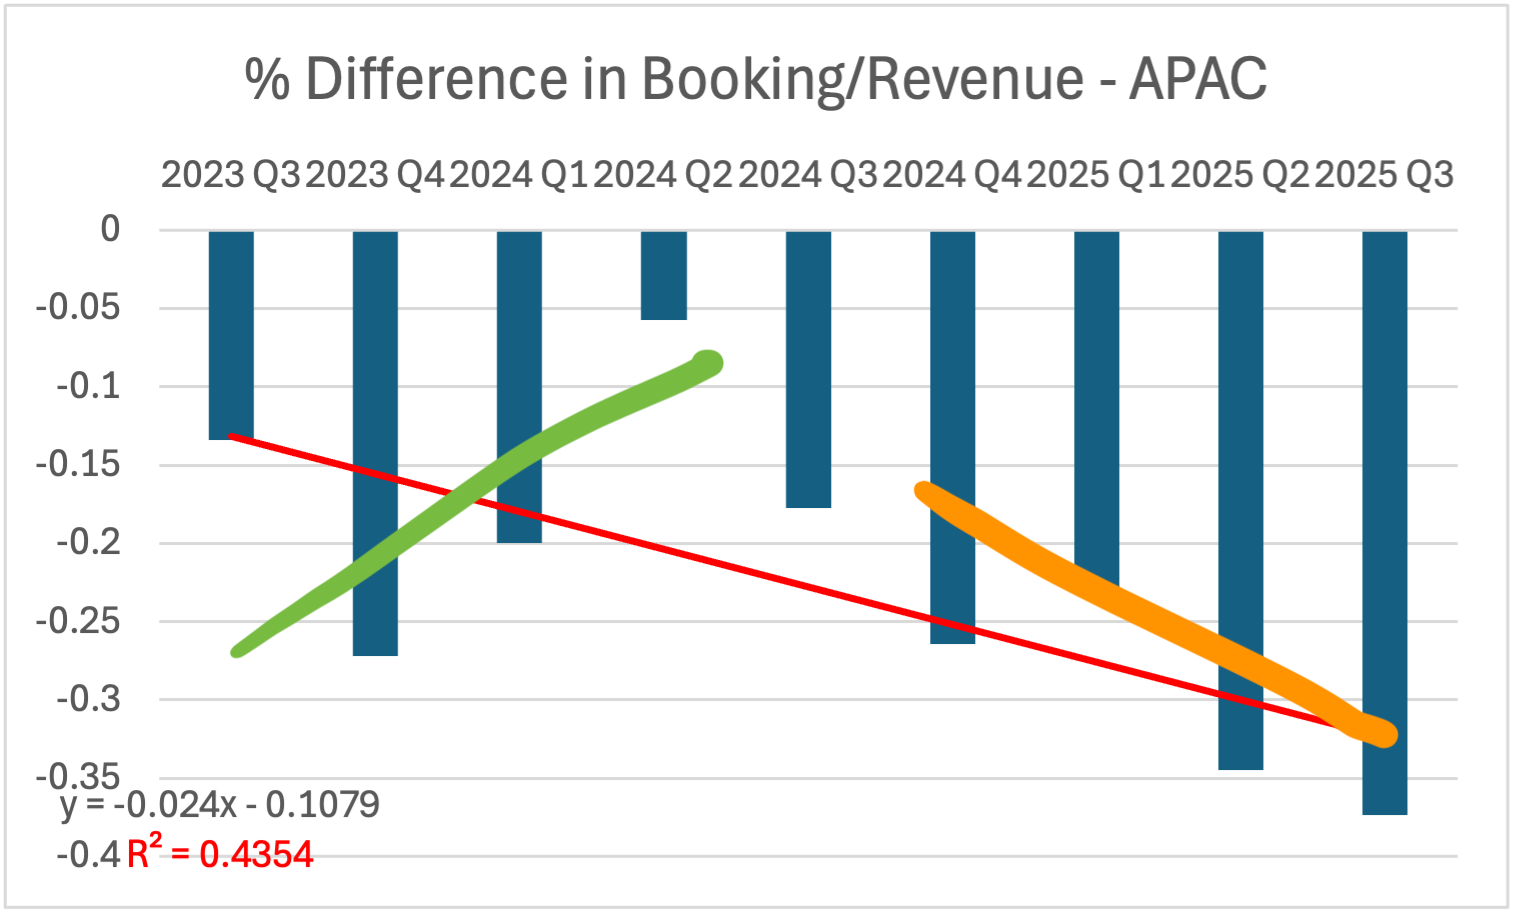 % Difference in Booking/Revenue - APAC
2023 Q3 2023 Q4 2024 Q1 2024 Q2 2024 Q3 2024 Q4 2025 Q1 2025 Q2 2025 Q3
0
-0.05
-0.1
-0.15
-0.2
-0.25
-0.3
-0.35
y = -0.024x - 0.1079
-0.4 R² = 0.4354